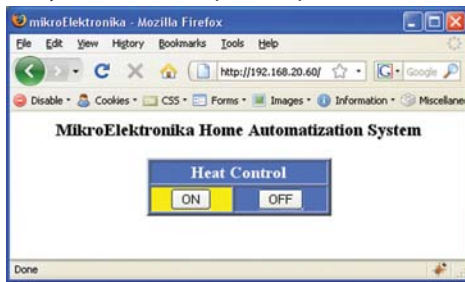 mikroElektronika - Mozilla Firefox
File Edit View History Bookmarks Tools Help
http://192.168.20.60/ Google
Disable Cookies CSS Forms Images Information Miscellane
MikroElektronika Home Automatization System
Heat Control
ON OFF
Done